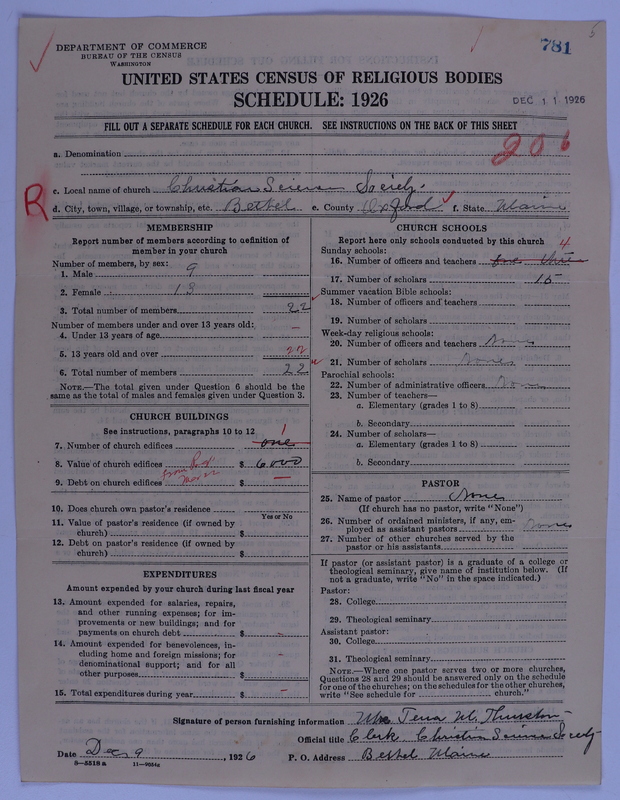 5
781
DEPARTMENT OF COMMERCE
BUREAU OF THE CENSUS
WASHINGTON
UNITED STATES CENSUS OF RELIGIOUS BODIES
SCHEDULE: 1926
DEC 11 1926
FILL OUT A SEPARATE SCHEDULE FOR EACH CHURCH. SEE INSTRUCTIONS ON THE BACK OF THIS SHEET
206
a. Denomination
R
c. Local name of church Christian Science Society.
d. City, town, village, or township, etc. Bethel e. County Oxford f. State Maine
MEMBERSHIP
Report number of members according to definition of
member in your church
Number of members, by sex:
1. Male 9
2. Female 13
3. Total number of members 22
Number of members under and over 13 years old:
4. Under 13 years of age –
5. 13 years old and over 22
6. Total number of members 22
NOTE.—The total given under Question 6 should be the
same as the total of males and females given under Question 3.
CHURCH BUILDINGS
See instructions, paragraphs 10 to 12
1
7. Number of church edifices one
8. Value of church edifices $ 6000
9. Debt on church edifices $ –
10. Does church own pastor's residence
Yes or No
11. Value of pastor's residence (if owned by
church) $
12. Debt on pastor's residence (if owned by
church) $
EXPENDITURES
Amount expended by your church during last fiscal year
13. Amount expended for salaries, repairs,
and other running expenses; for im-
provements or new buildings; and for
payments on church debt $ –
14. Amount expended for benevolences, in-
cluding home and foreign missions; for
denominational support; and for all
other purposes $ –
15. Total expenditures during year $ –
CHURCH SCHOOLS
Report here only schools conducted by this church
Sunday schools: 4
16. Number of officers and teachers one three
17. Number of scholars 15
Summer vacation Bible schools:
18. Number of officers and teachers
19. Number of scholars
Week-day religious schools:
20. Number of officers and teachers None
21. Number of scholars None
Parochial schools:
22. Number of administrative officers None
23. Number of teachers—
a. Elementary (grades 1 to 8)
b. Secondary
24. Number of scholars—
a. Elementary (grades 1 to 8)
b. Secondary
PASTOR
25. Name of pastor None
(If church has no pastor, write "None")
26. Number of ordained ministers, if any, em-
ployed as assistant pastors None
27. Number of other churches served by the
pastor or his assistants
If pastor (or assistant pastor) is a graduate of a college or
theological seminary, give name of institution below. (If
not a graduate, write "No" in the space indicated.)
Pastor:
28. College
29. Theological seminary
Assistant pastor:
30. College
31. Theological seminary
NOTE.—Where one pastor serves two or more churches,
Questions 28 and 29 should be answered only on the schedule
for one of the churches; on the schedules for the other churches,
write "See schedule for church."
Signature of person furnishing information Mrs Tena W. Thurston
Official title Clerk Christian Science Society
Date Dec 9, 1926 P. O. Address Bethel Maine
8—5518a 11—9034c